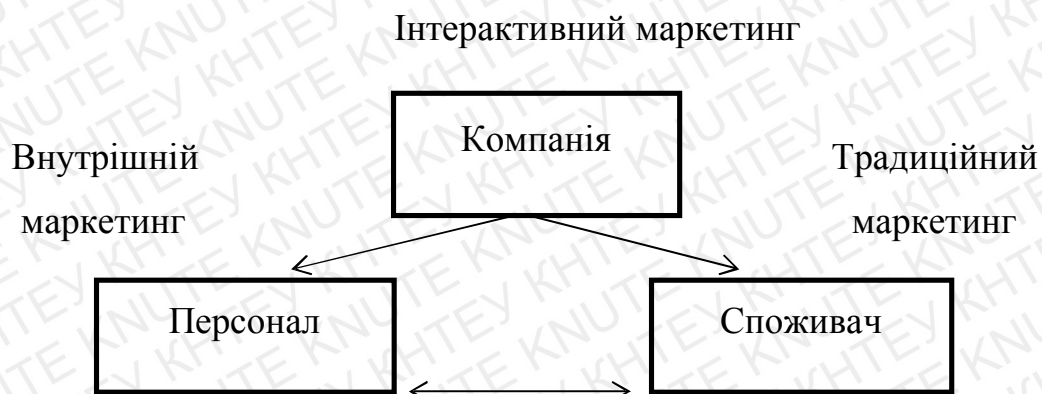 Інтерактивний маркетинг
Компанія
Внутрішній
маркетинг
Традиційний
маркетинг
Персонал
Споживач